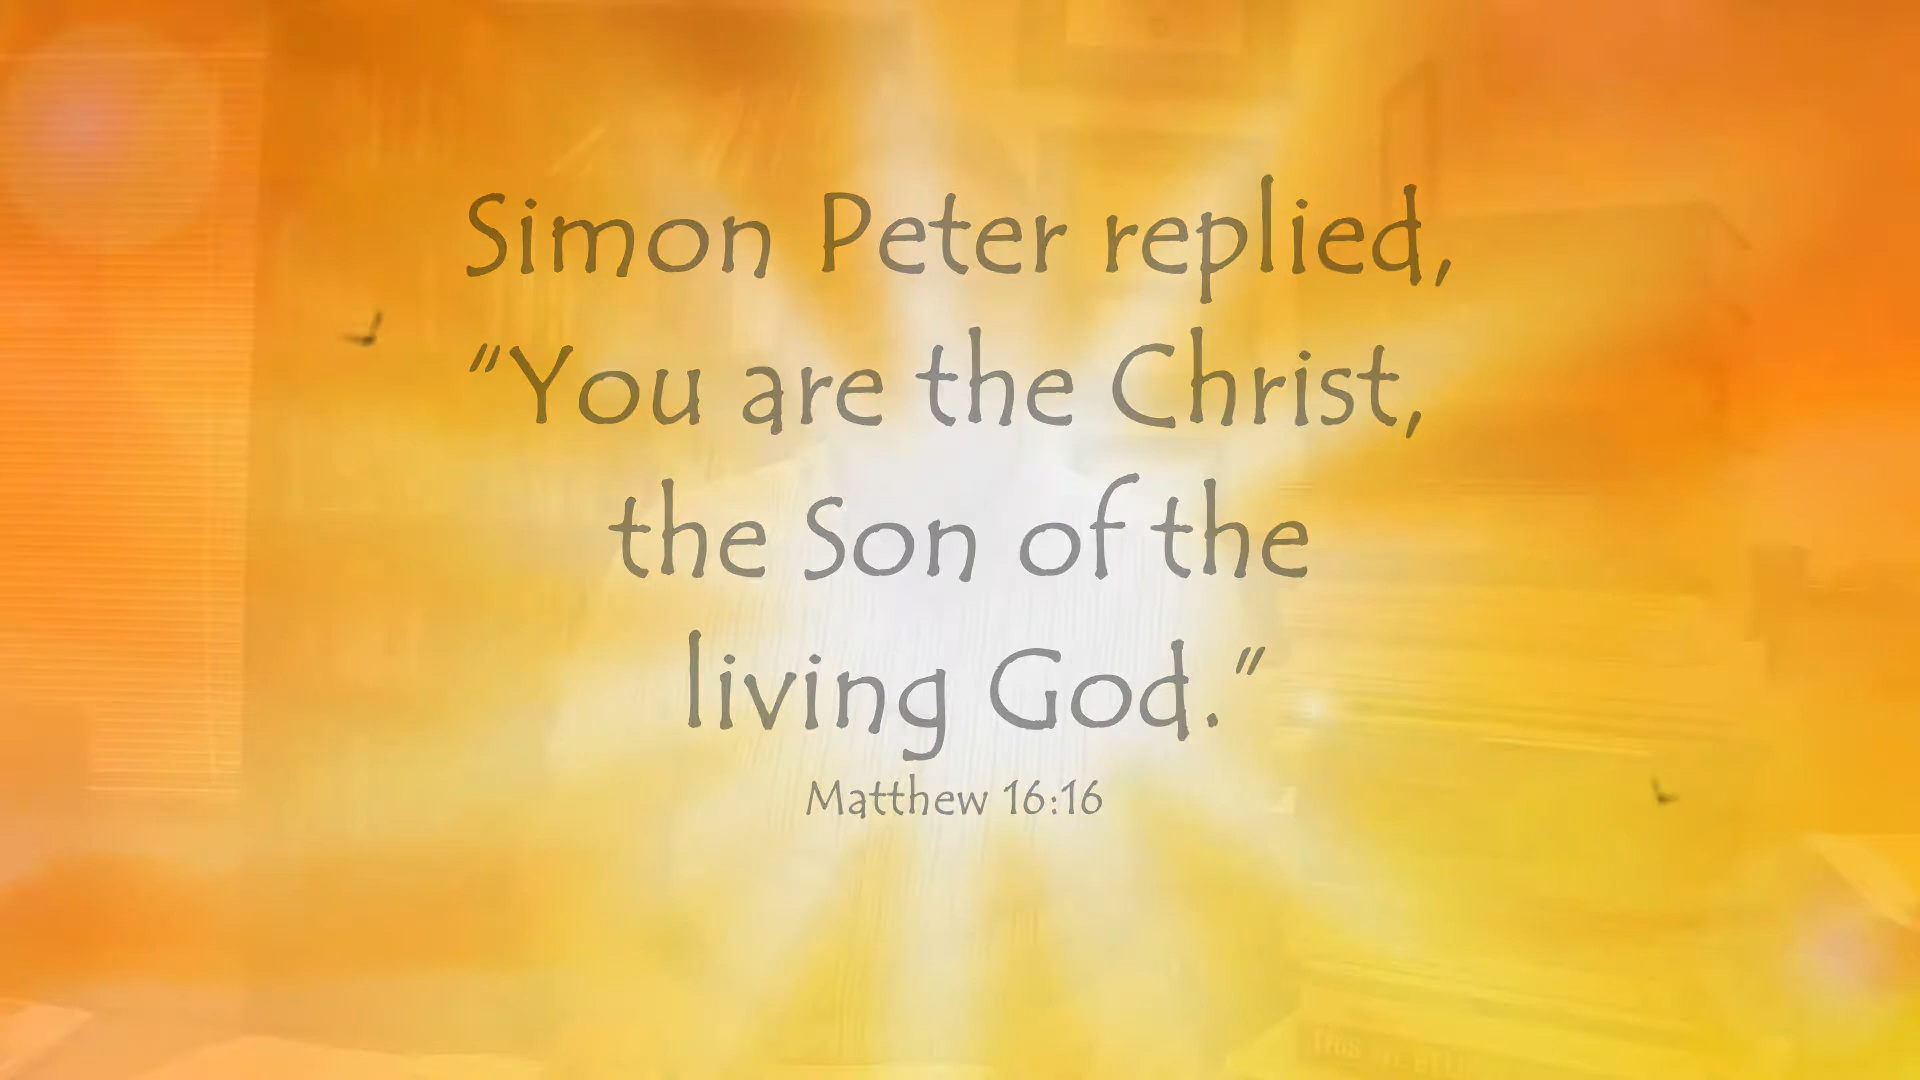 Simon Peter replied,
“You are the Christ,
the Son of the
living God.”
Matthew 16:16